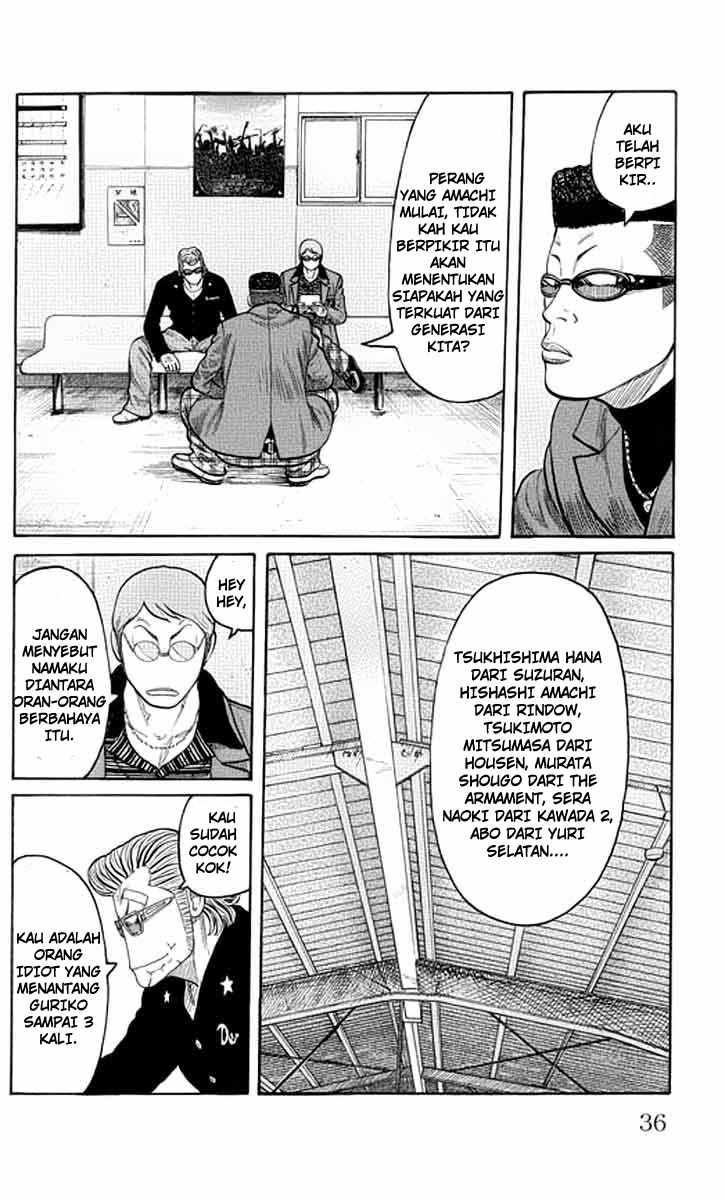 AKU
TELAH
BERPI
KIR..
PERANG
YANG AMACHI
MULAI, TIDAK
KAH KAU
BERPIKIR ITU
AKAN
MENENTUKAN
SIAPAKAH YANG
TERKUAT DARI
GENERASI
KITA?
TSUKHISHIMA HANA
DARI SUZURAN,
HISHASHI AMACHI
DARI RINDOW,
TSUKIMOTO
MITSUMASA DARI
HOUSEN, MURATA
SHOUGO DARI THE
ARMAMENT, SERA
NAOKI DARI KAWADA 2,
ABO DARI YURI
SELATAN....
HEY
HEY,
JANGAN
MENYEBUT
NAMAKU
DIANTARA
ORAN-ORANG
BERBAHAYA
ITU.
KAU
SUDAH
COCOK
KOK!
KAU ADALAH
ORANG
IDIOT YANG
MENANTANG
GURIKO
SAMPAI 3
KALI.
36